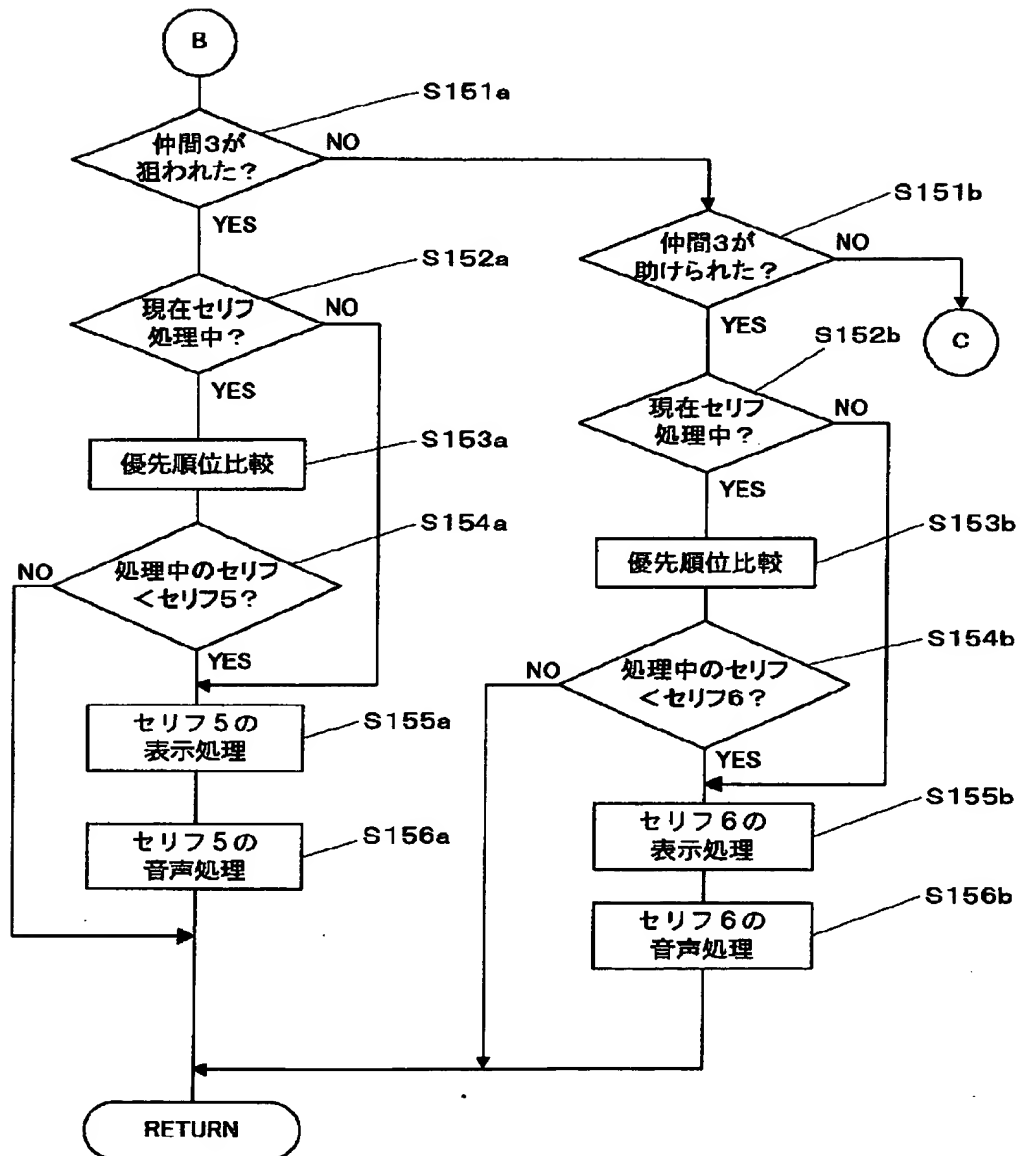 B
S151a
仲間3が
狙われた？
NO
YES
S151b
仲間3が
助けられた？
NO
YES
C
S152a
現在セリフ
処理中？
NO
YES
S152b
現在セリフ
処理中？
NO
YES
S153a
優先順位比較
S153b
優先順位比較
S154a
処理中のセリフ
＜セリフ5？
NO
YES
S154b
処理中のセリフ
＜セリフ6？
NO
YES
S155a
セリフ5の
表示処理
S155b
セリフ6の
表示処理
S156a
セリフ5の
音声処理
S156b
セリフ6の
音声処理
RETURN